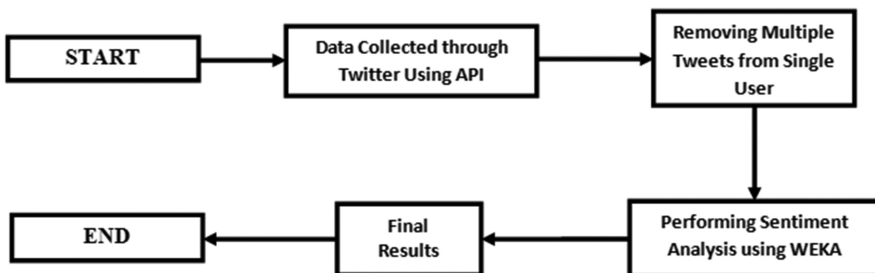 START
Data Collected through
Twitter Using API
Removing Multiple
Tweets from Single
User
Performing Sentiment
Analysis using WEKA
Final
Results
END